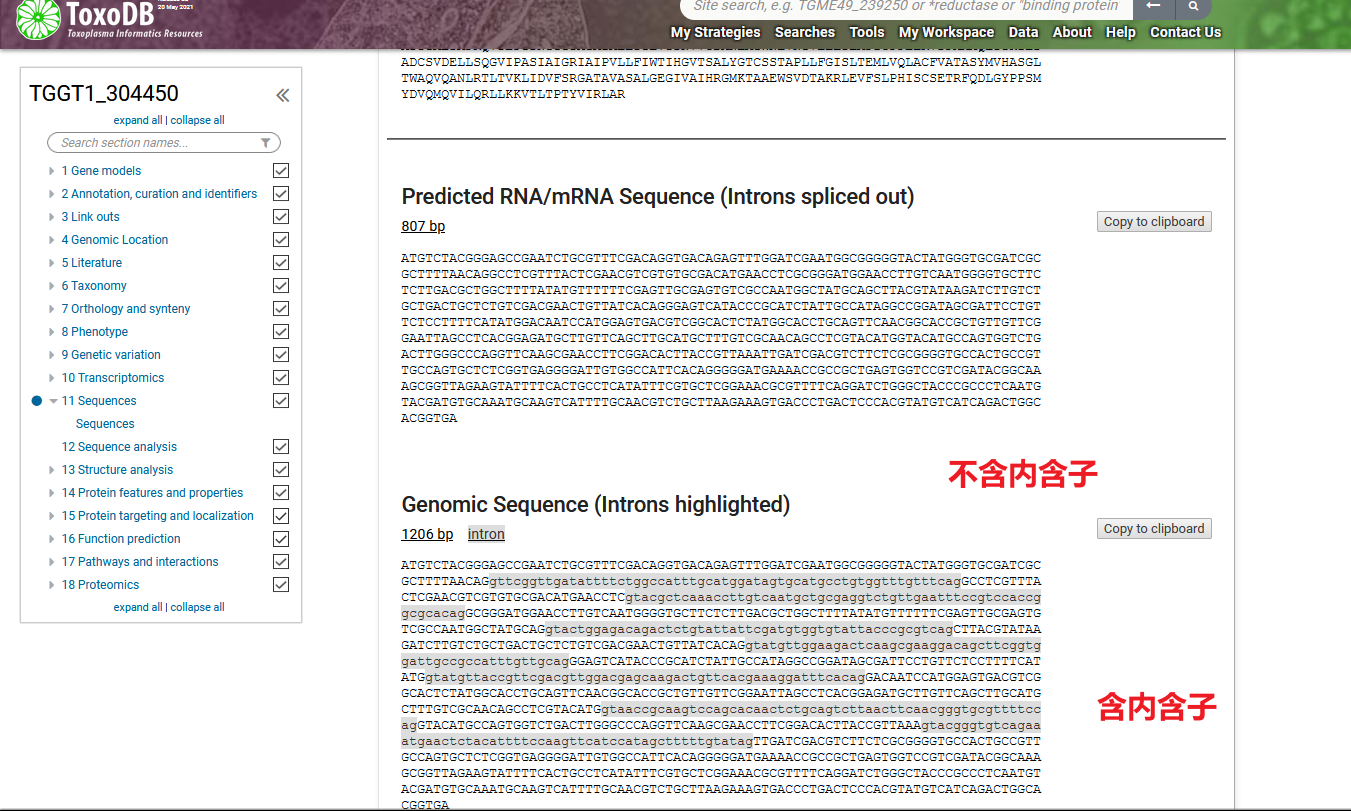 ToxoDB
20 May 2021
Toxoplasma Informatics Resources
Site search, e.g. TGME49_239250 or *reductase or "binding protein
My Strategies Searches Tools My Workspace Data About Help Contact Us
TGGT1_304450
expand all | collapse all
Search section names...
1 Gene models
2 Annotation, curation and identifiers
3 Link outs
4 Genomic Location
5 Literature
6 Taxonomy
7 Orthology and synteny
8 Phenotype
9 Genetic variation
10 Transcriptomics
11 Sequences
Sequences
12 Sequence analysis
13 Structure analysis
14 Protein features and properties
15 Protein targeting and localization
16 Function prediction
17 Pathways and interactions
18 Proteomics
expand all | collapse all
ADCSVDELLSQGVIPASIAIGRIAIPVLLFIWTIHGVTSALYGTCSSTAPLLFGISLTEMLVQLACFVATASYMVHASGL
TWAQVQANLRTLTVKLIDVFSRGATAVASALGEGIVAIHRGMKTAAEWSVDTAKRLEVFSLPHISCSETRFQDLGYPPSM
YDVQMQVILQRLLKKVTLTPTYVIRLAR
Predicted RNA/mRNA Sequence (Introns spliced out)
807 bp
Copy to clipboard
ATGTCTACGGGAGCCGAATCTGCGTTTCGACAGGTGACAGAGTTTGGATCGAATGGCGGGGGTACTATGGGTGCGATCGC
GCTTTTAACAGGCCTCGTTTACTCGAACGTCGTGTGCGACATGAACCTCGCGGGATGGAACCTTGTCAATGGGGTGCTTC
TCTTGACGCTGGCTTTTATATGTTTTTTCGAGTTGCGAGTGTCGCCAATGGCTATGCAGCTTACGTATAAGATCTTGTCT
GCTGACTGCTCTGTCGACGAACTGTTATCACAGGGAGTCATACCCGCATCTATTGCCATAGGCCGGATAGCGATTCCTGT
TCTCCTTTTCATATGGACAATCCATGGAGTGACGTCGGCACTCTATGGCACCTGCAGTTCAACGGCACCGCTGTTGTTCG
GAATTAGCCTCACGGAGATGCTTGTTCAGCTTGCATGCTTTGTCGCAACAGCCTCGTACATGGTACATGCCAGTGGTCTG
ACTTGGGCCCAGGTTCAAGCGAACCTTCGGACACTTACCGTTAAATTGATCGACGTCTTCTCGCGGGGTGCCACTGCCGT
TGCCAGTGCTCTCGGTGAGGGGATTGTGGCCATTCACAGGGGGATGAAAACCGCCGCTGAGTGGTCCGTCGATACGGCAA
AGCGGTTAGAAGTATTTTCACTGCCTCATATTTCGTGCTCGGAAACGCGTTTTCAGGATCTGGGCTACCCGCCCTCAATG
TACGATGTGCAAATGCAAGTCATTTTGCAACGTCTGCTTAAGAAAGTGACCCTGACTCCCACGTATGTCATCAGACTGGC
ACGGTGA
不含内含子
Genomic Sequence (Introns highlighted)
1206 bp intron
Copy to clipboard
ATGTCTACGGGAGCCGAATCTGCGTTTCGACAGGTGACAGAGTTTGGATCGAATGGCGGGGGTACTATGGGTGCGATCGC
GCTTTTAACAGgttcggttgatattttctggccatttgcatggatagtgcatgcctgtggtttgtttcagGCCTCGTTTA
CTCGAACGTCGTGTGCGACATGAACCTCgtacgctcaaaccttgtcaatgctgcgaggtctgttgaatttccgtccaccg
gcgcacagGCGGGATGGAACCTTGTCAATGGGGTGCTTCTCTTGACGCTGGCTTTTATATGTTTTTTCGAGTTGCGAGTG
TCGCCAATGGCTATGCAGgtactggagacagactctgtattattcgatgtggtgtattacccgcgtcagCTTACGTATAA
GATCTTGTCTGCTGACTGCTCTGTCGACGAACTGTTATCACAGgtatgttggaagactcaagcgaaggacagcttcggtg
gattgccgccatttgttgcagGGAGTCATACCCGCATCTATTGCCATAGGCCGGATAGCGATTCCTGTTCTCCTTTTCAT
ATGgtatgttaccgttcgacgttggacgagcaagactgttcacgaaaggatttcacagGACAATCCATGGAGTGACGTCG
GCACTCTATGGCACCTGCAGTTCAACGGCACCGCTGTTGTTCGGAATTAGCCTCACGGAGATGCTTGTTCAGCTTGCATG
CTTTGTCGCAACAGCCTCGTACATGgtaaccgcaagtccagcacaactctgcagtcttaacttcaacgggtgcgttttcc
agGTACATGCCAGTGGTCTGACTTGGGCCCAGGTTCAAGCGAACCTTCGGACACTTACCGTTAAAgtacgggtgtcagaa
atgaactctacattttccaagttcatccatagctttttgtatagTTGATCGACGTCTTCTCGCGGGGTGCCACTGCCGTT
GCCAGTGCTCTCGGTGAGGGGATTGTGGCCATTCACAGGGGGATGAAAACCGCCGCTGAGTGGTCCGTCGATACGGCAAA
GCGGTTAGAAGTATTTTCACTGCCTCATATTTCGTGCTCGGAAACGCGTTTTCAGGATCTGGGCTACCCGCCCTCAATGT
ACGATGTGCAAATGCAAGTCATTTTGCAACGTCTGCTTAAGAAAGTGACCCTGACTCCCACGTATGTCATCAGACTGGCA
CGGTGA
含内含子